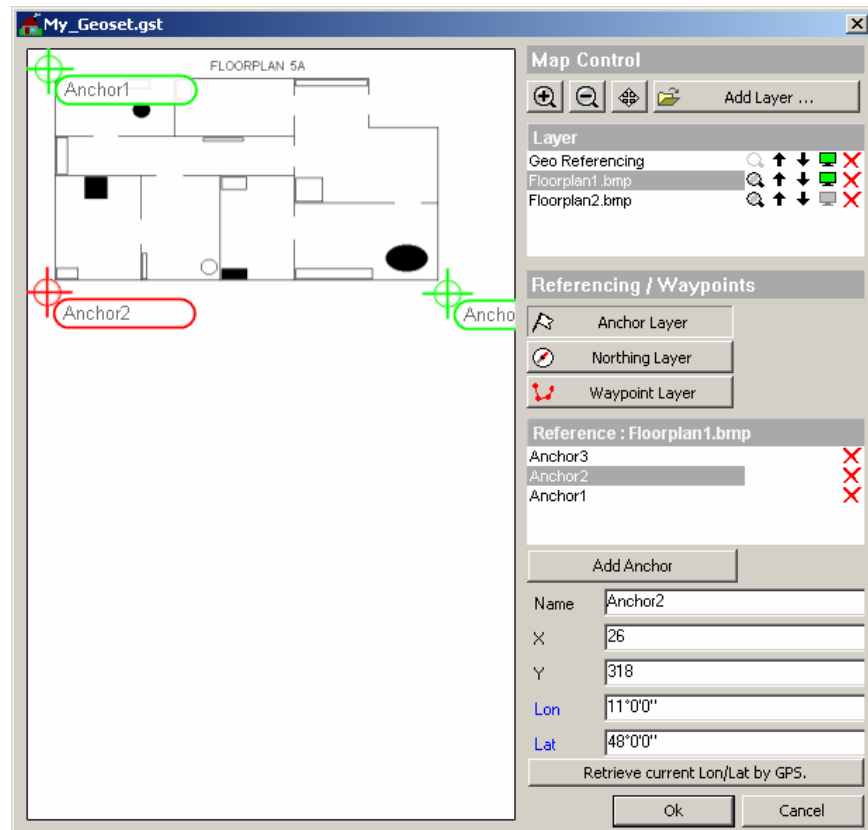 My_Geoset.gst
FLOORPLAN 5A
Anchor1
Anchor2
Ancho
Map Control
Add Layer ...
Layer
Geo Referencing
Floorplan1.bmp
Floorplan2.bmp
Referencing / Waypoints
Anchor Layer
Northing Layer
Waypoint Layer
Reference : Floorplan1.bmp
Anchor3
Anchor2
Anchor1
Add Anchor
Name Anchor2
X 26
Y 318
Lon 11°0'0"
Lat 48°0'0"
Retrieve current Lon/Lat by GPS.
Ok Cancel